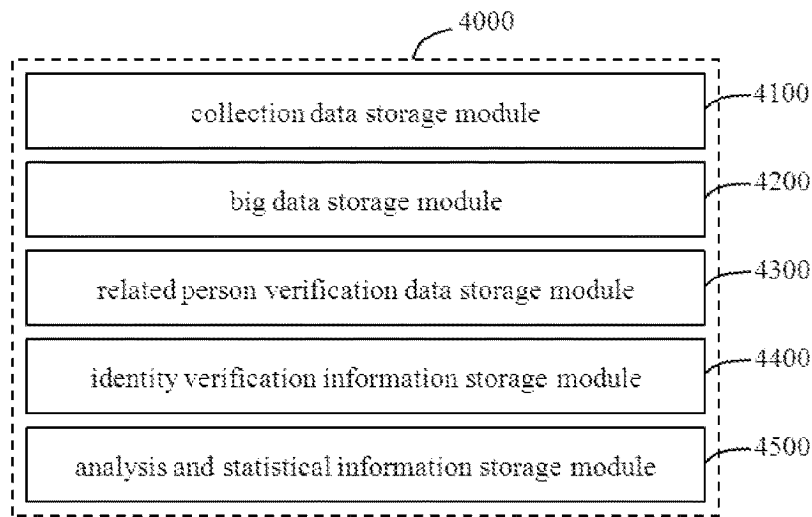 4000
collection data storage module
4100
big data storage module
4200
related person verification data storage module
4300
identity verification information storage module
4400
analysis and statistical information storage module
4500